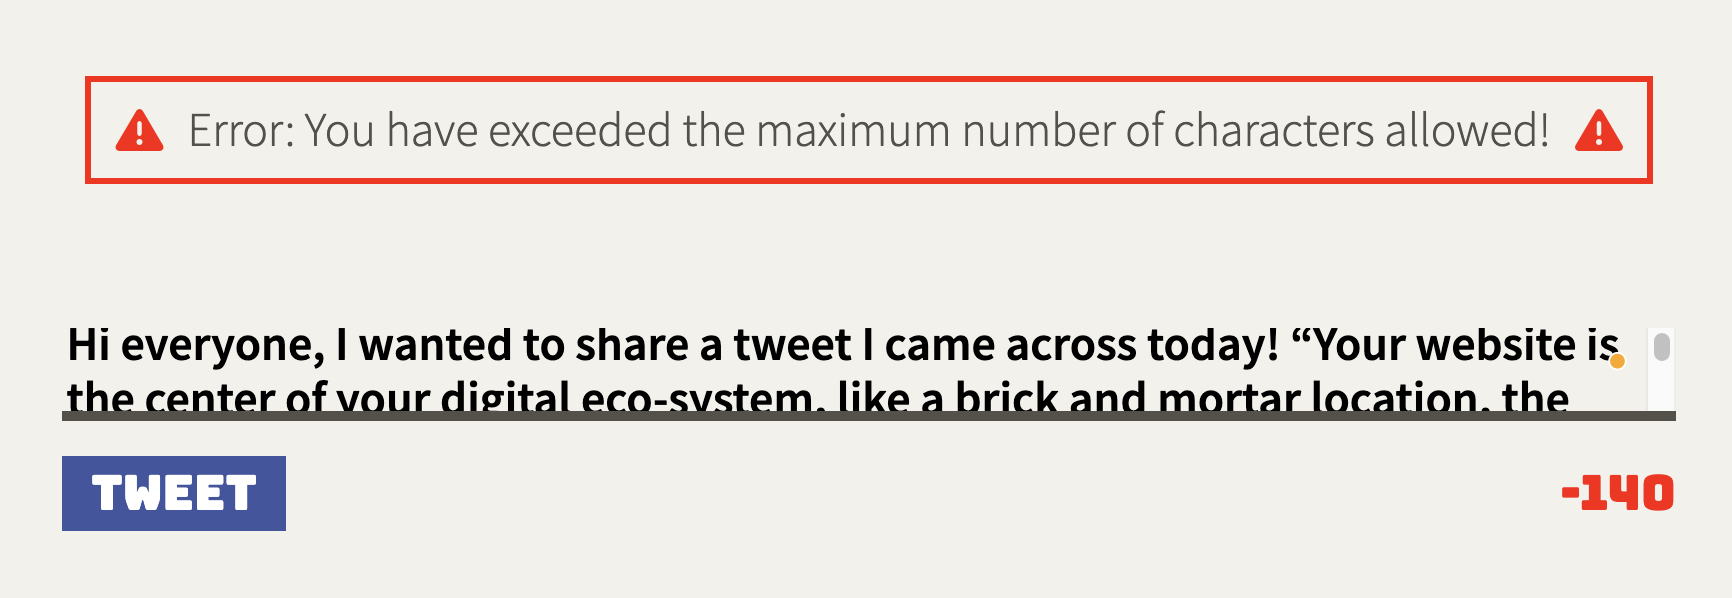 Error: You have exceeded the maximum number of characters allowed!
Hi everyone, I wanted to share a tweet I came across today! “Your website is
the center of your digital eco-system, like a brick and mortar location, the
TWEET
-140